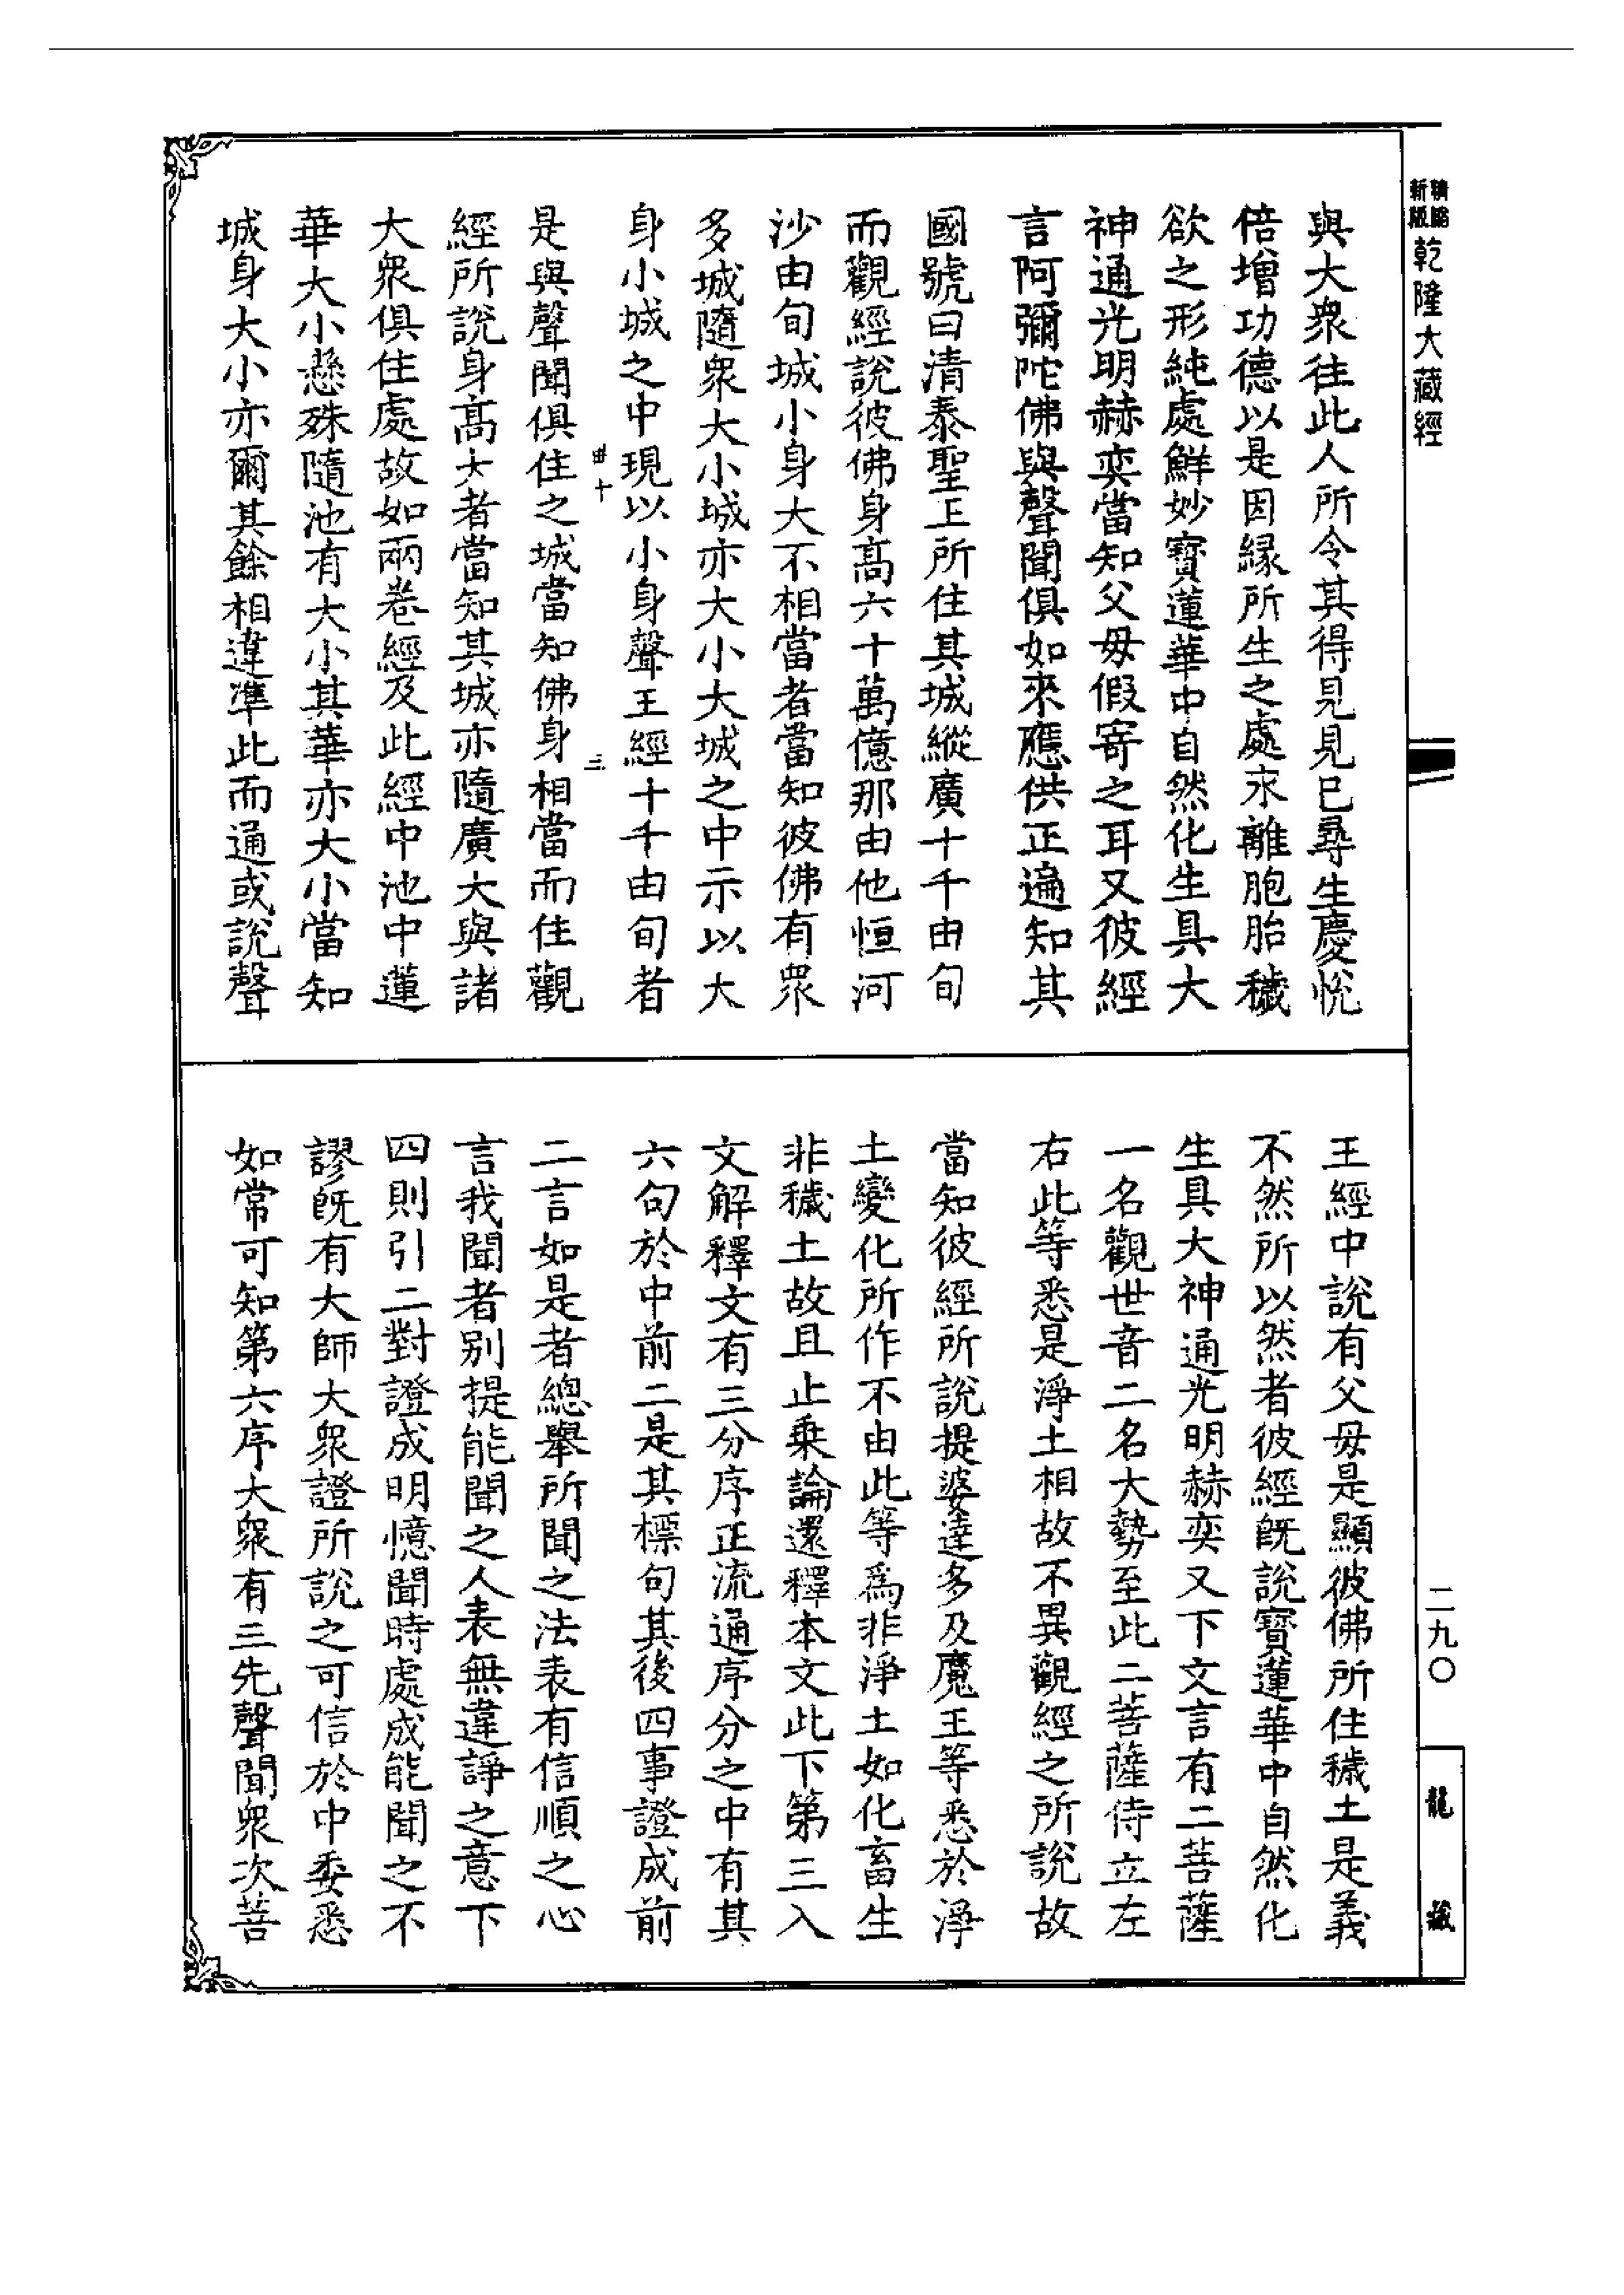 精縮
新版
乾隆大藏經
與大衆往此人所令其得見見已尋生慶悅
倍增功德以是因緣所生之處永離胞胎穢
欲之形純處鮮妙寶蓮華中自然化生具大
神通光明赫奕當知父母假寄之耳又彼經
言阿彌陀佛與聲聞俱如來應供正遍知其
國號曰清泰聖王所住其城縱廣十千由旬
而觀經說彼佛身高六十萬億那由他恒河
沙由旬城小身大不相當者當知彼佛有衆
多城隨衆大小城亦大小大城之中示以大
身小城之中現以小身聲王經十千由旬者
是與聲聞俱住之城當知佛身相當而住觀
經所說身高大者當知其城亦隨廣大與諸
大衆俱住處故如兩卷經及此經中池中蓮
華大小懸殊隨池有大小其華亦大小當知
城身大小亦爾其餘相違準此而通或說聲
王經中說有父母是顯彼佛所住穢土是義
不然所以然者彼經旣說寶蓮華中自然化
生具大神通光明赫奕又下文言有二菩薩
一名觀世音二名大勢至此二菩薩侍立左
右此等悉是淨土相故不異觀經之所說故
當知彼經所說提婆達多及魔王等悉於淨
土變化所作不由此等爲非淨土如化畜生
非穢土故且止乗論還釋本文此下第三入
文解釋文有三分序正流通序分之中有其
六句於中前二是其標句其後四事證成前
二言如是者總舉所聞之法表有信順之心
言我聞者别提能聞之人表無違諍之意下
四則引二對證成明憶聞時處成能聞之不
謬旣有大師大衆證所說之可信於中委悉
如常可知第六序大衆有三先聲聞衆次菩
二九〇
龍藏